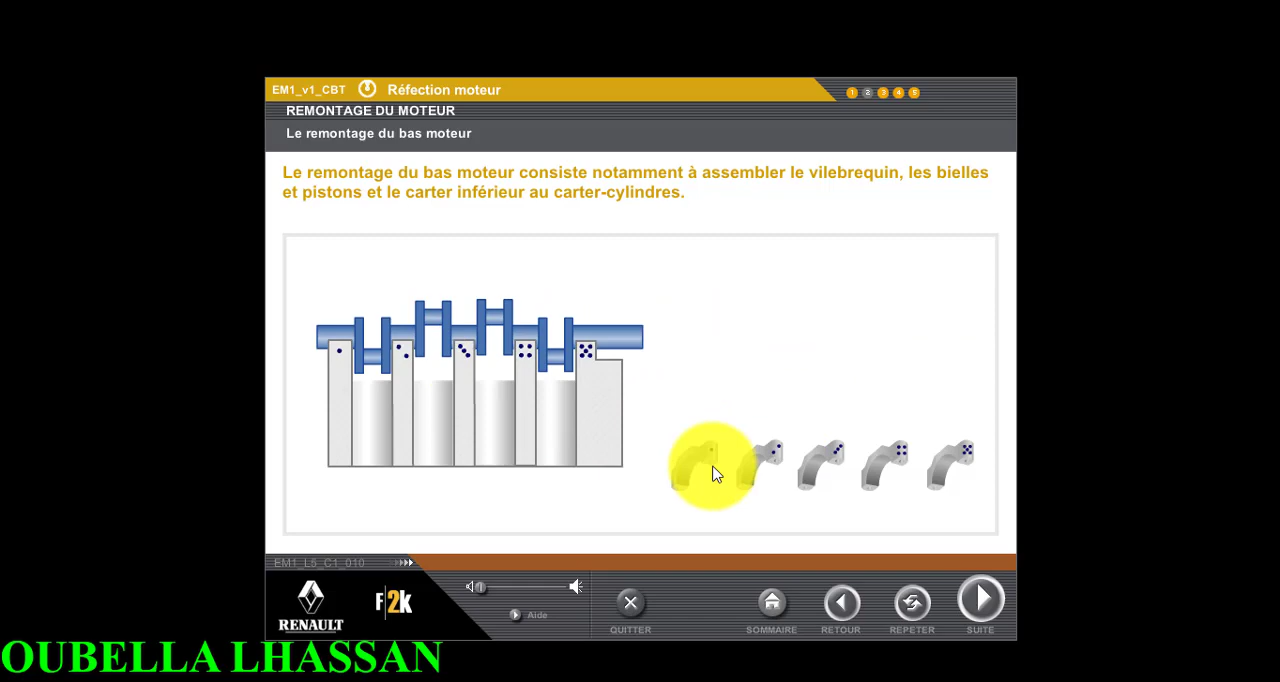 EM1_v1_CBT Réfection moteur
1 2 3 4 5
REMONTAGE DU MOTEUR
Le remontage du bas moteur
Le remontage du bas moteur consiste notamment à assembler le vilebrequin, les bielles
et pistons et le carter inférieur au carter-cylindres.
EM1_L5_C1_010
F2k
Aide
RENAULT
QUITTER SOMMAIRE RETOUR REPETER SUITE
OUBELLA LHASSAN